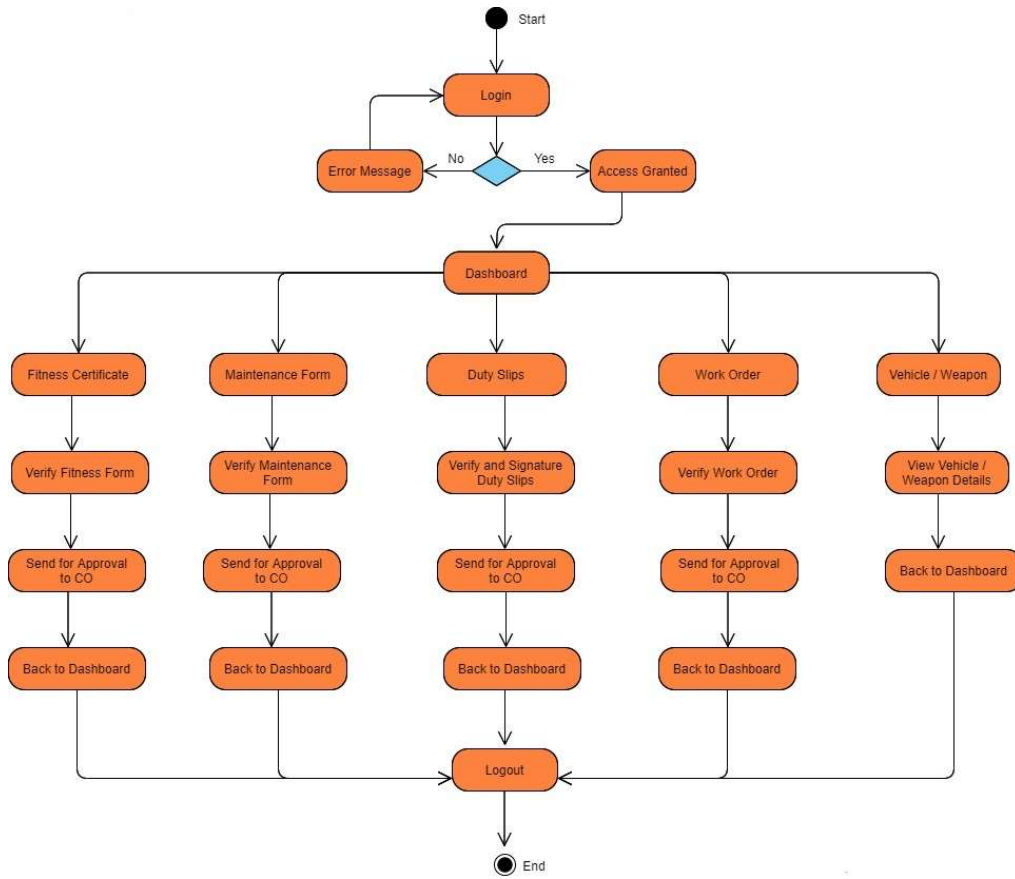 Start
Login
No
Yes
Error Message
Access Granted
Dashboard
Fitness Certificate
Maintenance Form
Duty Slips
Work Order
Vehicle / Weapon
Verify Fitness Form
Verify Maintenance
Form
Verify and Signature
Duty Slips
Verify Work Order
View Vehicle /
Weapon Details
Send for Approval
to CO
Send for Approval
to CO
Send for Approval
to CO
Send for Approval
to CO
Back to Dashboard
Back to Dashboard
Back to Dashboard
Back to Dashboard
Back to Dashboard
Logout
End